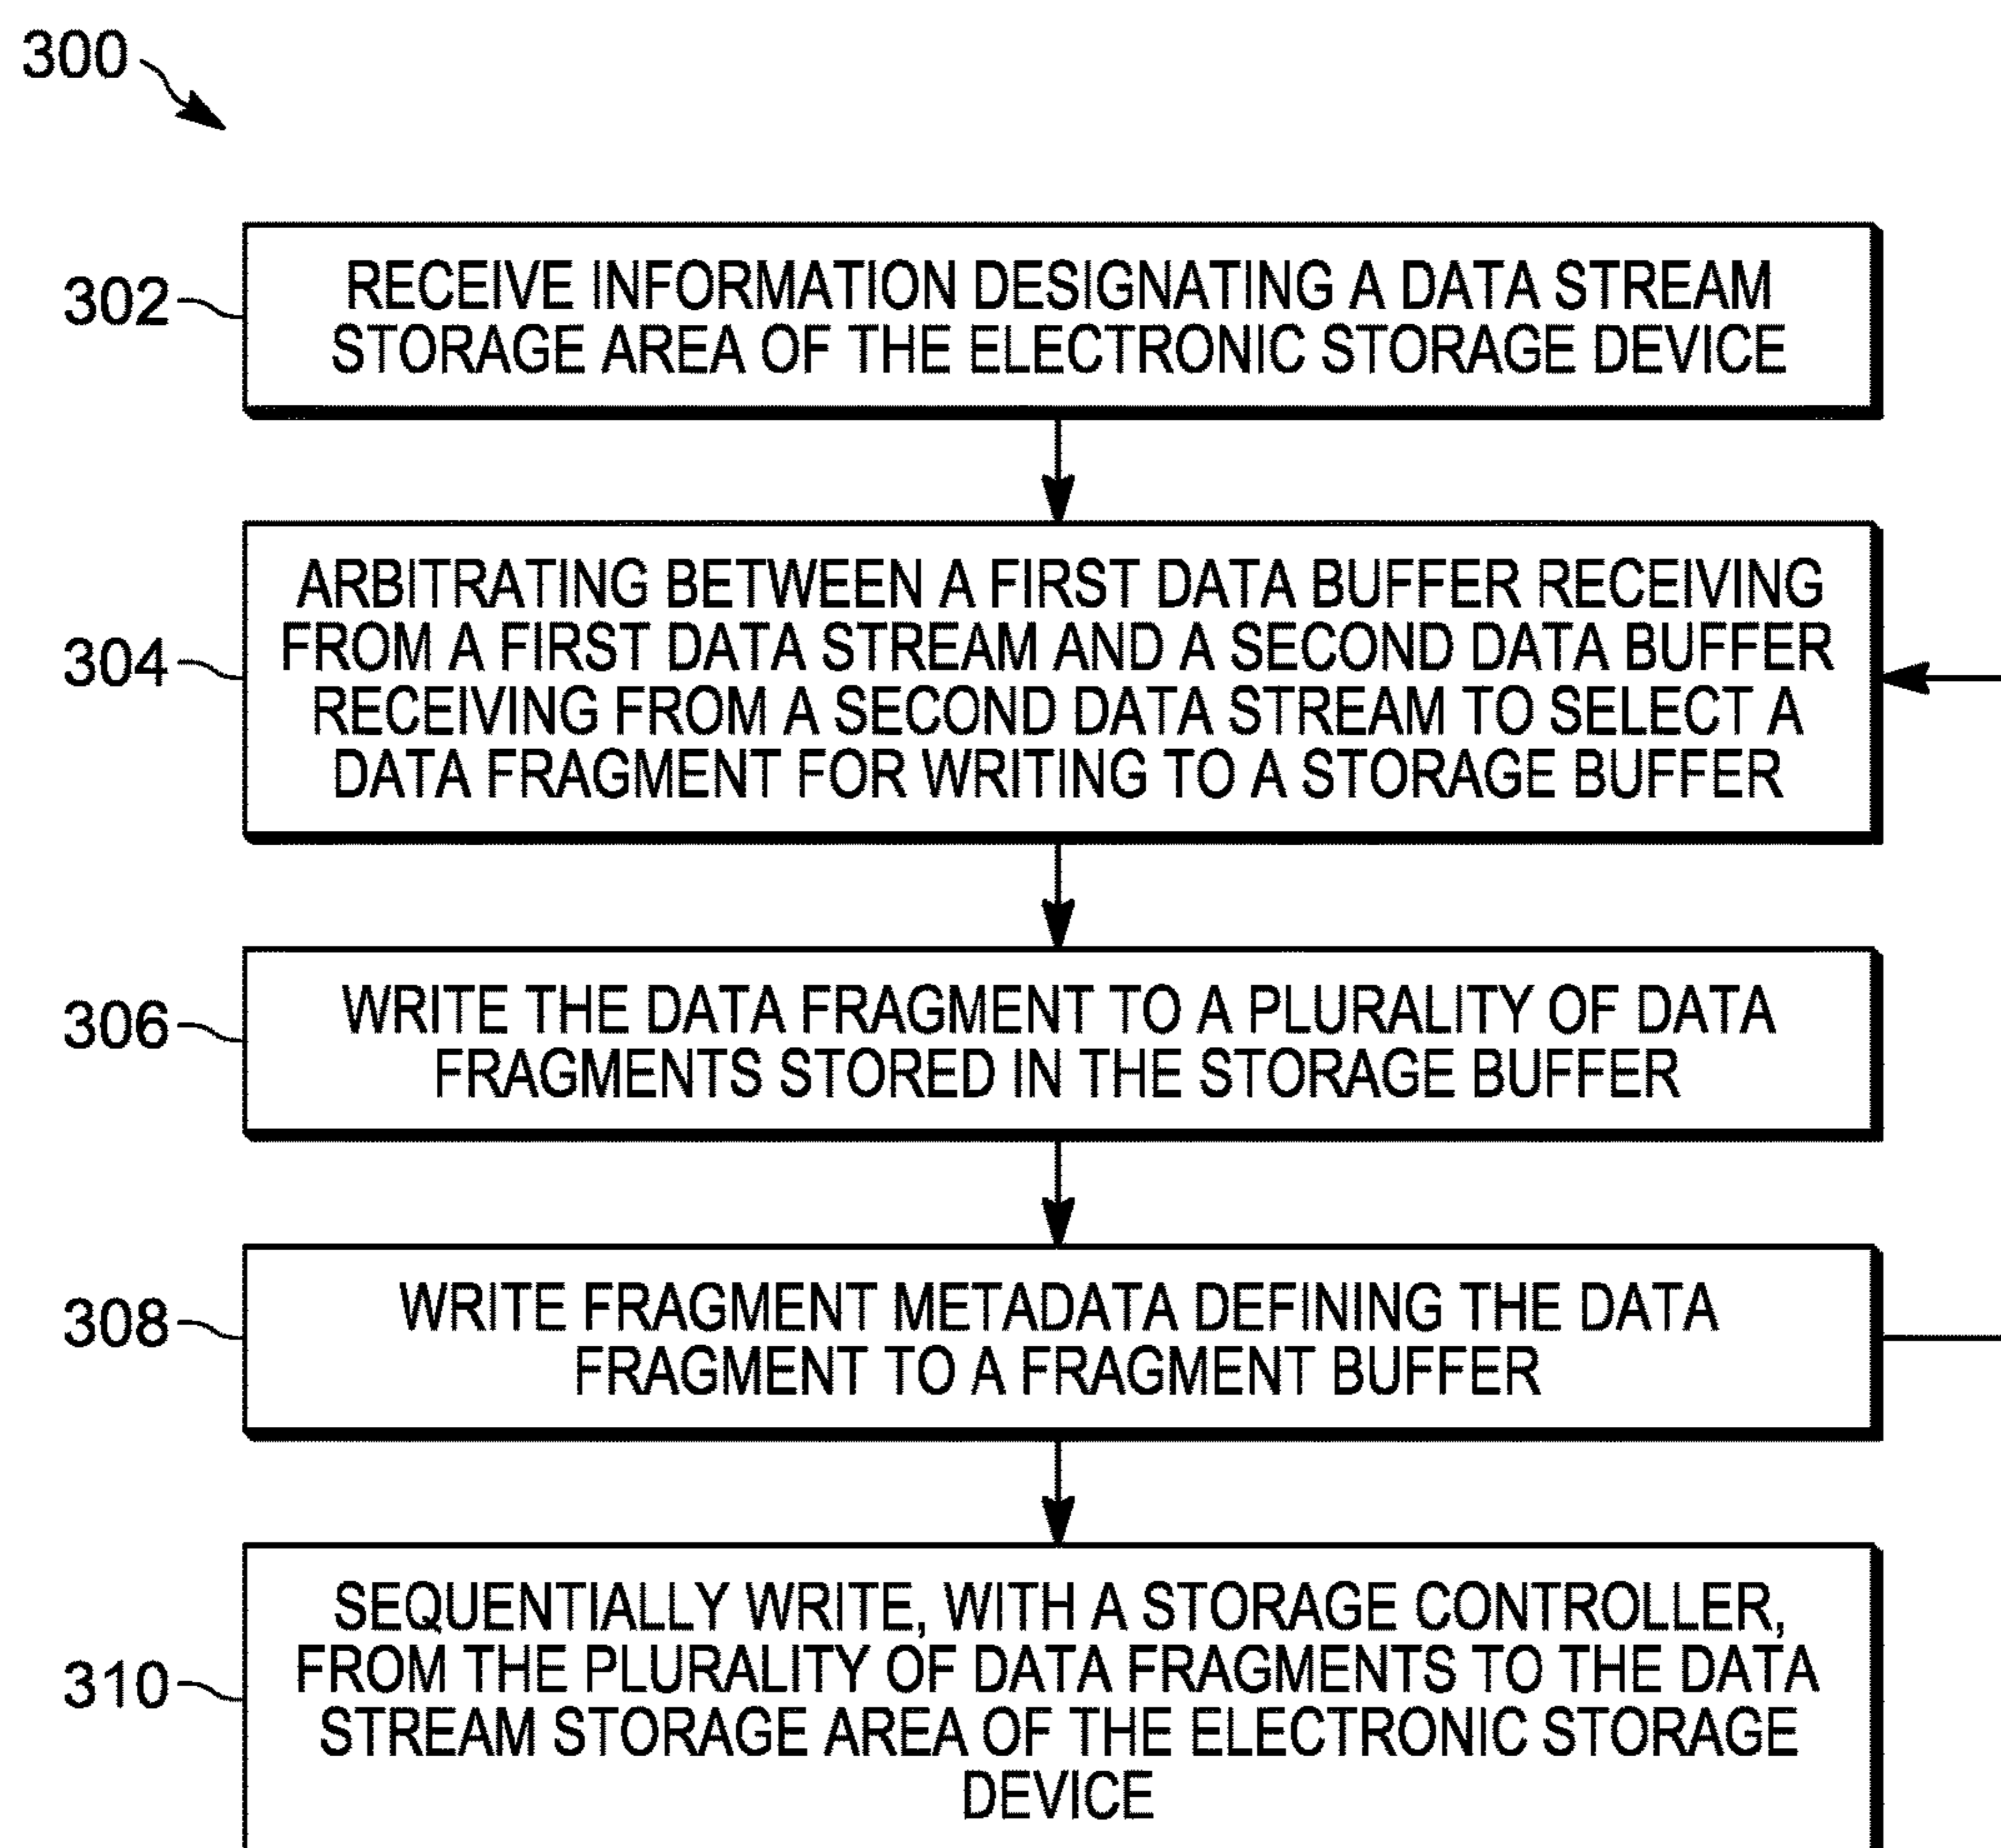 300
302
RECEIVE INFORMATION DESIGNATING A DATA STREAM
STORAGE AREA OF THE ELECTRONIC STORAGE DEVICE
304
ARBITRATING BETWEEN A FIRST DATA BUFFER RECEIVING
FROM A FIRST DATA STREAM AND A SECOND DATA BUFFER
RECEIVING FROM A SECOND DATA STREAM TO SELECT A
DATA FRAGMENT FOR WRITING TO A STORAGE BUFFER
306
WRITE THE DATA FRAGMENT TO A PLURALITY OF DATA
FRAGMENTS STORED IN THE STORAGE BUFFER
308
WRITE FRAGMENT METADATA DEFINING THE DATA
FRAGMENT TO A FRAGMENT BUFFER
310
SEQUENTIALLY WRITE, WITH A STORAGE CONTROLLER,
FROM THE PLURALITY OF DATA FRAGMENTS TO THE DATA
STREAM STORAGE AREA OF THE ELECTRONIC STORAGE
DEVICE